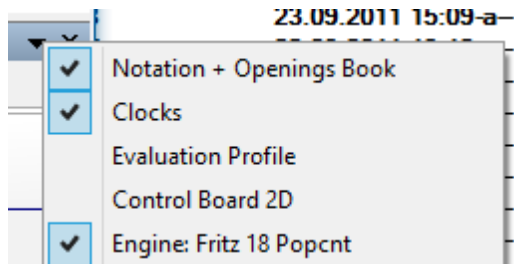 23.09.2011 15:09-a–
Notation + Openings Book
Clocks
Evaluation Profile
Control Board 2D
Engine: Fritz 18 Popcnt